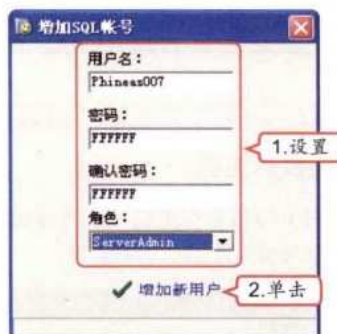 增加SQL帐号
用户名：
Phineas007
密码：
FFFFFF
确认密码：
FFFFFF
角色：
ServerAdmin
增加新用户
1.设置
2.单击